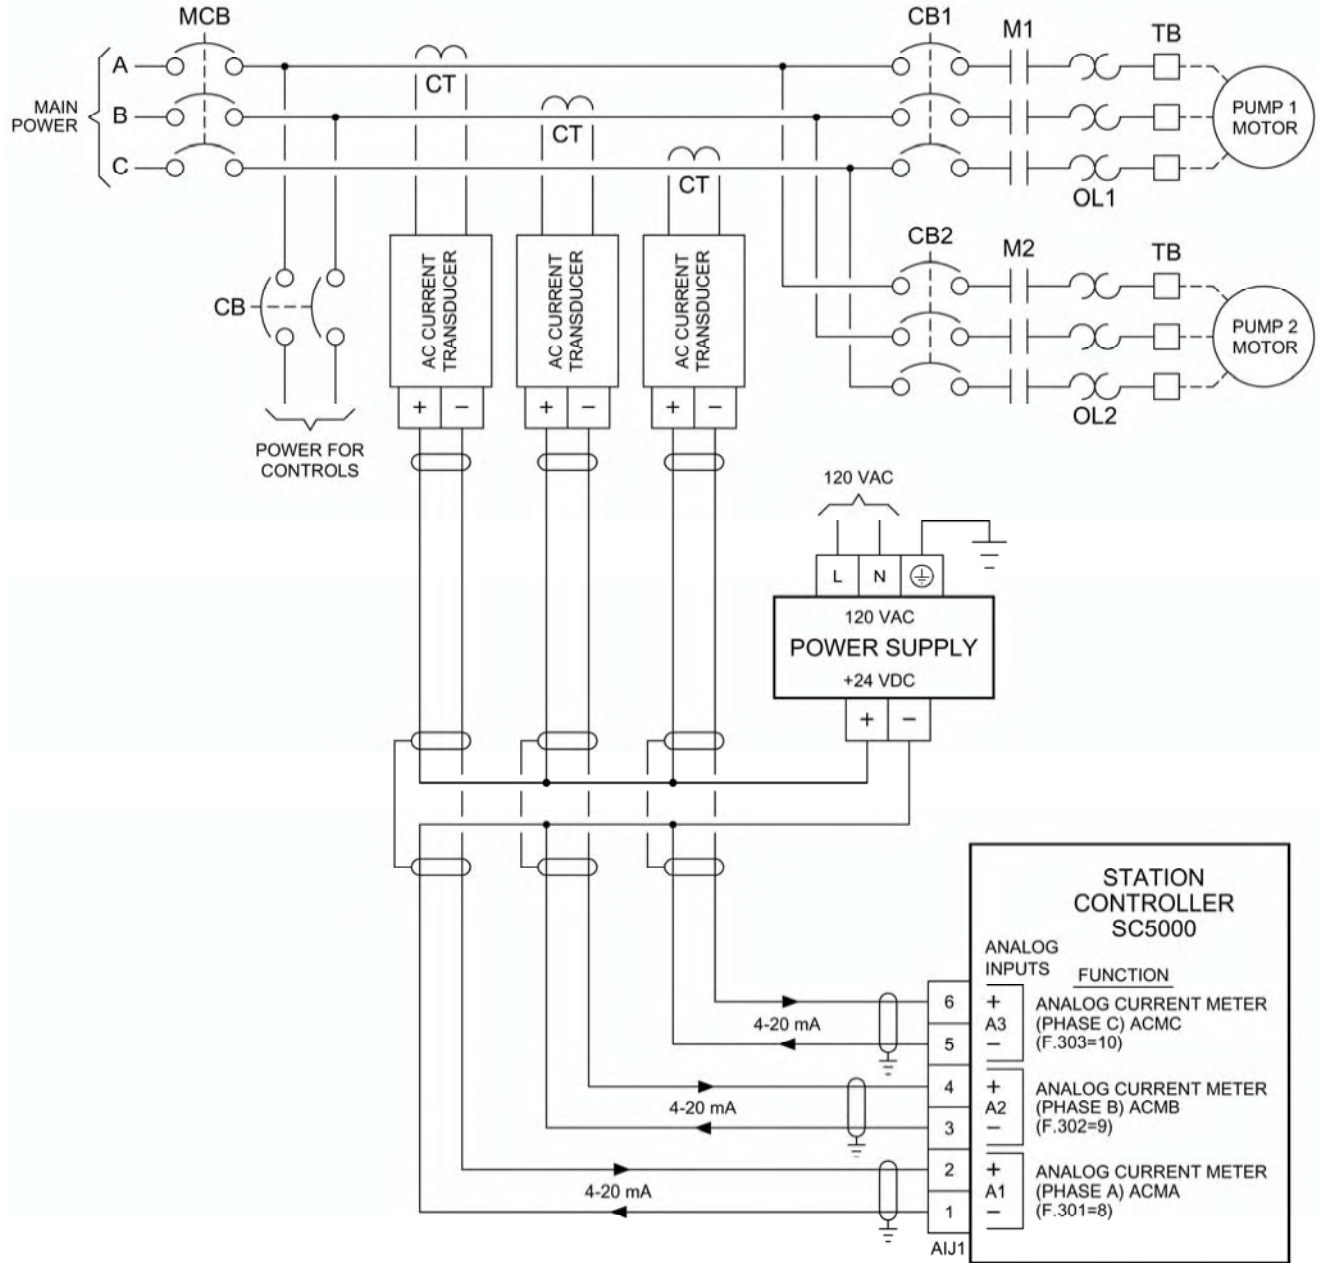 MCB
CB1
M1
TB
A
B
C
MAIN
POWER
CT
CT
CT
PUMP 1
MOTOR
OL1
CB2
M2
TB
PUMP 2
MOTOR
OL2
CB
POWER FOR
CONTROLS
AC CURRENT
TRANSDUCER
AC CURRENT
TRANSDUCER
AC CURRENT
TRANSDUCER
+ −
+ −
+ −
120 VAC
L N
120 VAC
POWER SUPPLY
+24 VDC
+ −
STATION
CONTROLLER
SC5000
ANALOG
INPUTS
FUNCTION
6 +
A3
5 −
ANALOG CURRENT METER
(PHASE C) ACMC
(F.303=10)
4-20 mA
4 +
A2
3 −
ANALOG CURRENT METER
(PHASE B) ACMB
(F.302=9)
4-20 mA
2 +
A1
1 −
ANALOG CURRENT METER
(PHASE A) ACMA
(F.301=8)
4-20 mA
AIJ1